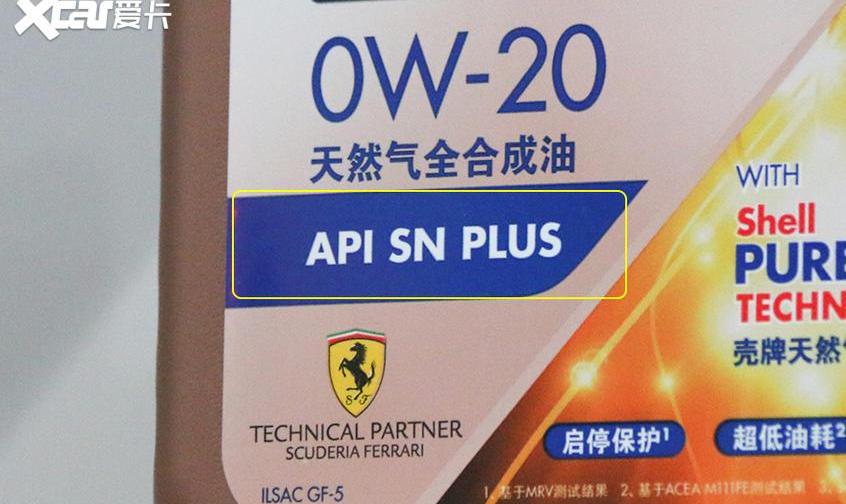 Xcar爱卡
0W-20
天然气全合成油
API SN PLUS
WITH
Shell
PURE
TECHN
壳牌天然
S F
TECHNICAL PARTNER
SCUDERIA FERRARI
启停保护¹
超低油耗²
ILSAC GF-5
1、基于MRV测试结果 2、基于ACEA M111FE测试结果 3、